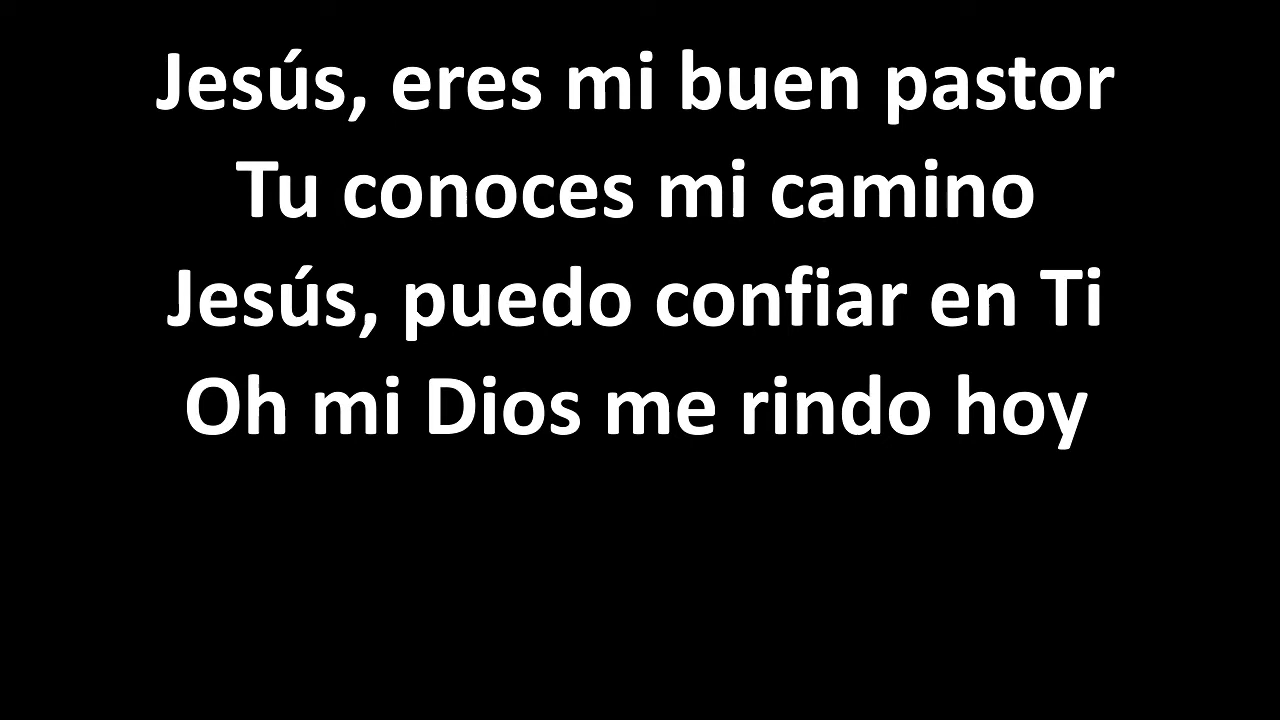 Jesús, eres mi buen pastor
Tu conoces mi camino
Jesús, puedo confiar en Ti
Oh mi Dios me rindo hoy